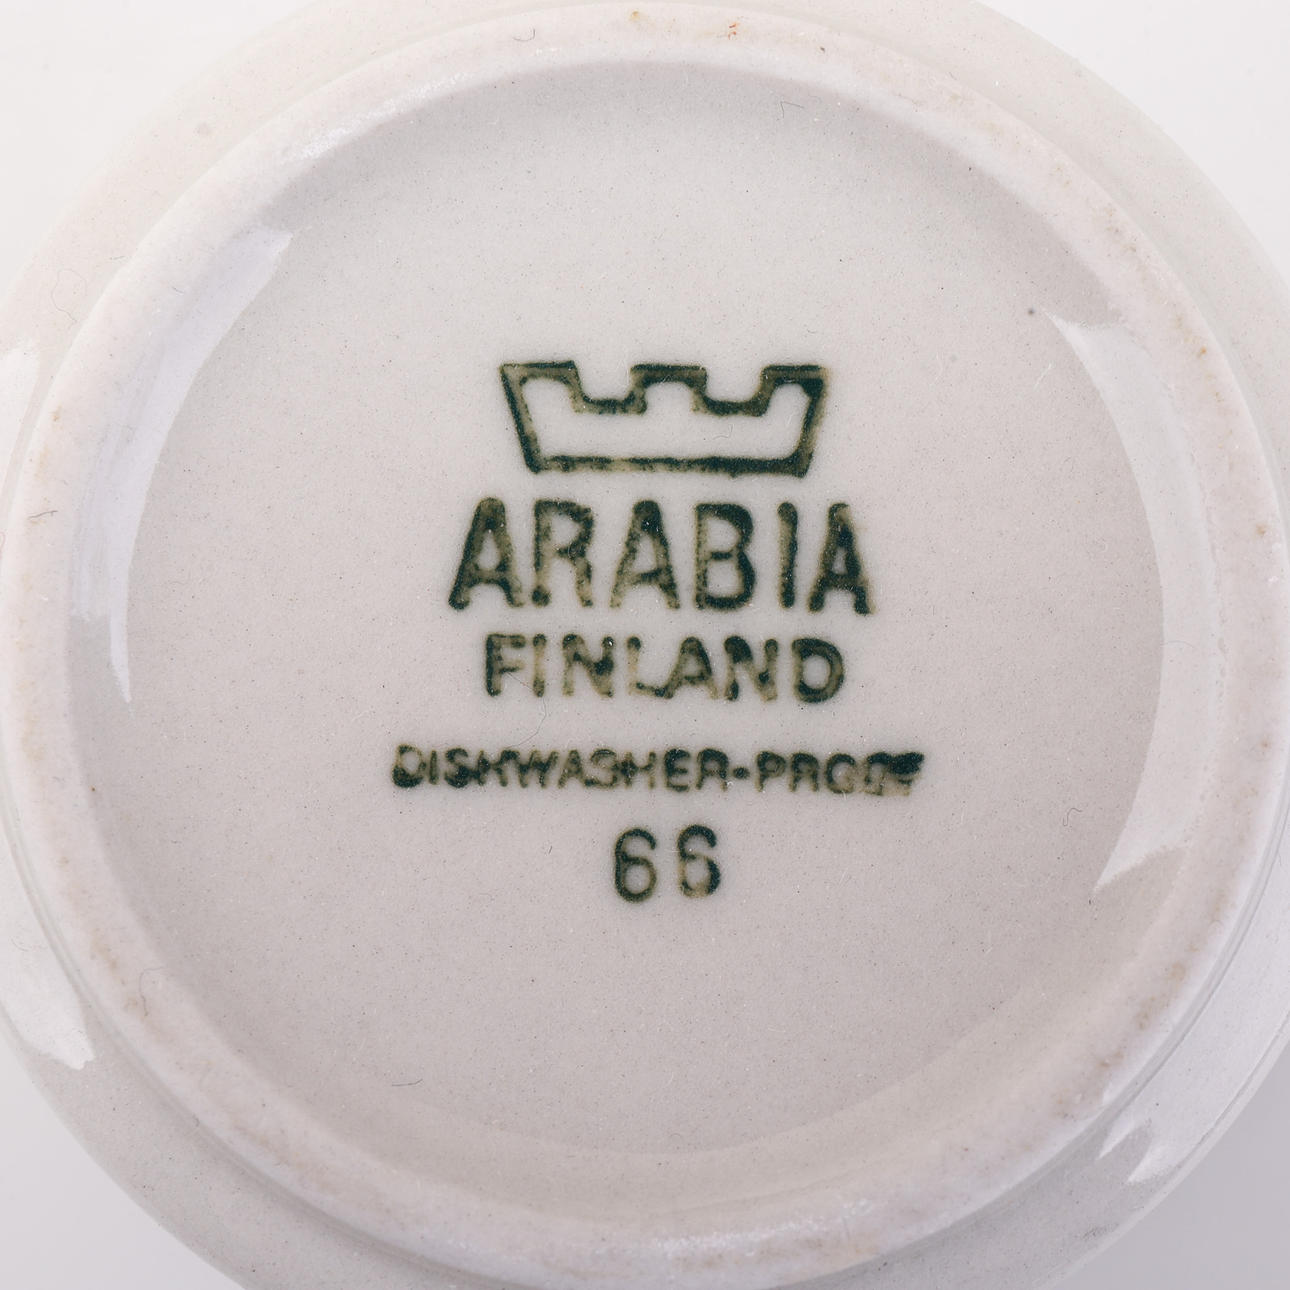 ARABIA
FINLAND
DISHWASHER-PROOF
66